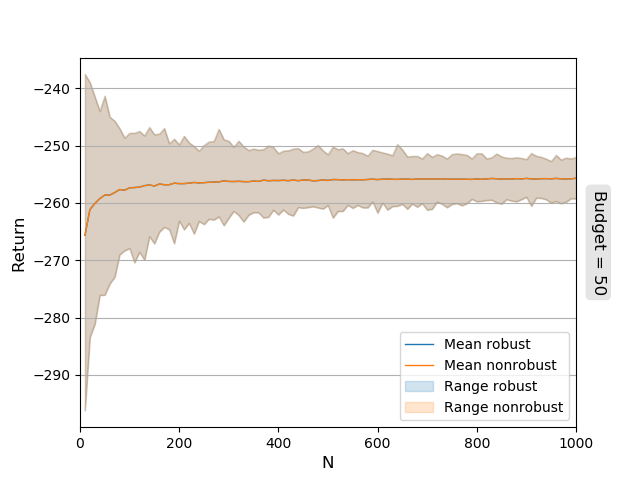 −240
−250
−260
−270
−280
−290
Return
0
200
400
600
800
1000
N
Mean robust
Mean nonrobust
Range robust
Range nonrobust
Budget = 50